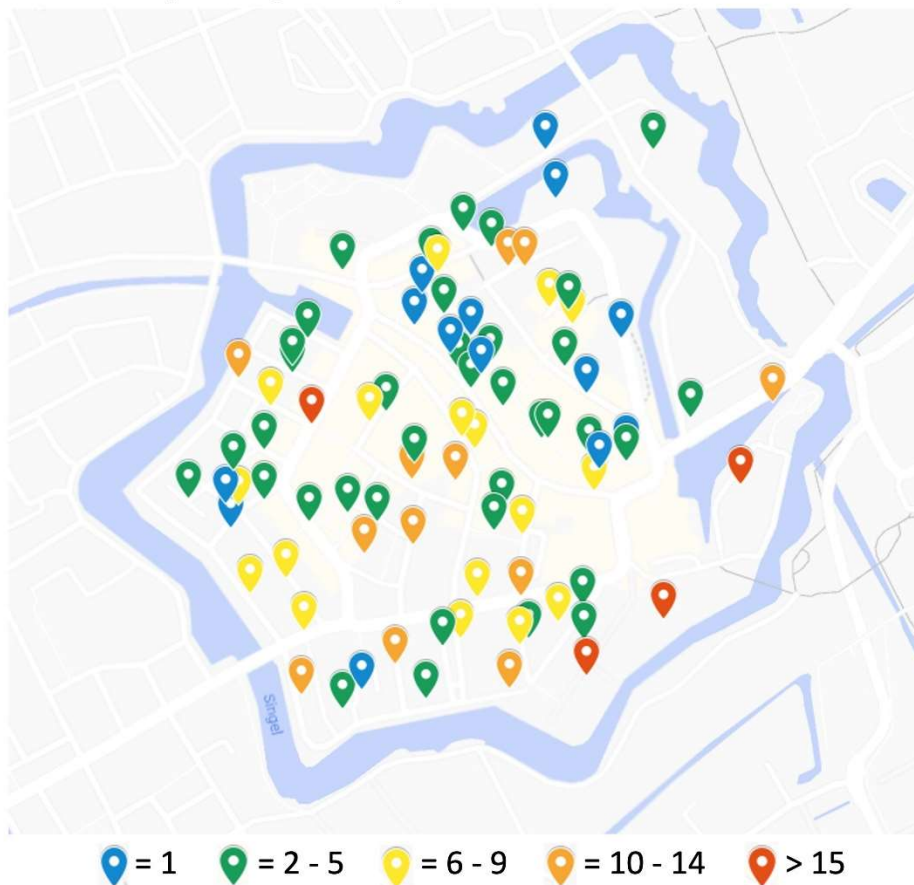 Singel
= 1 = 2 - 5 = 6 - 9 = 10 - 14 > 15